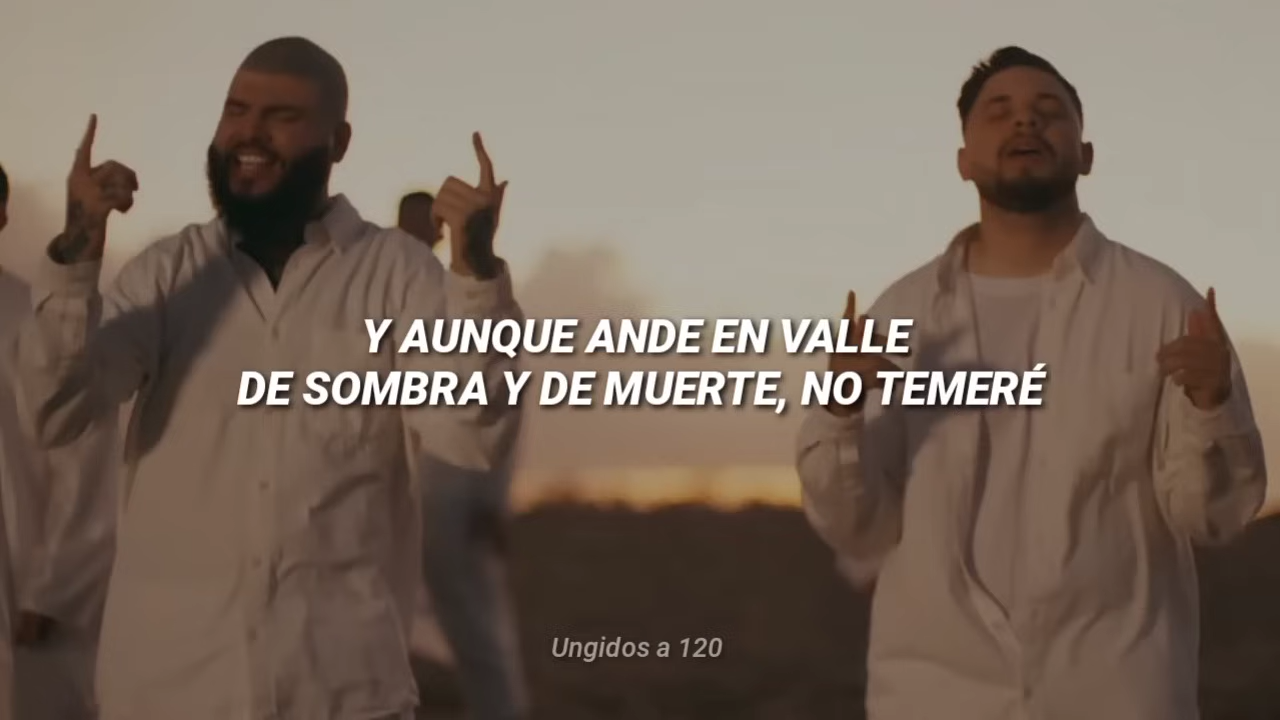 Y AUNQUE ANDE EN VALLE
DE SOMBRA Y DE MUERTE, NO TEMERÉ
Ungidos a 120